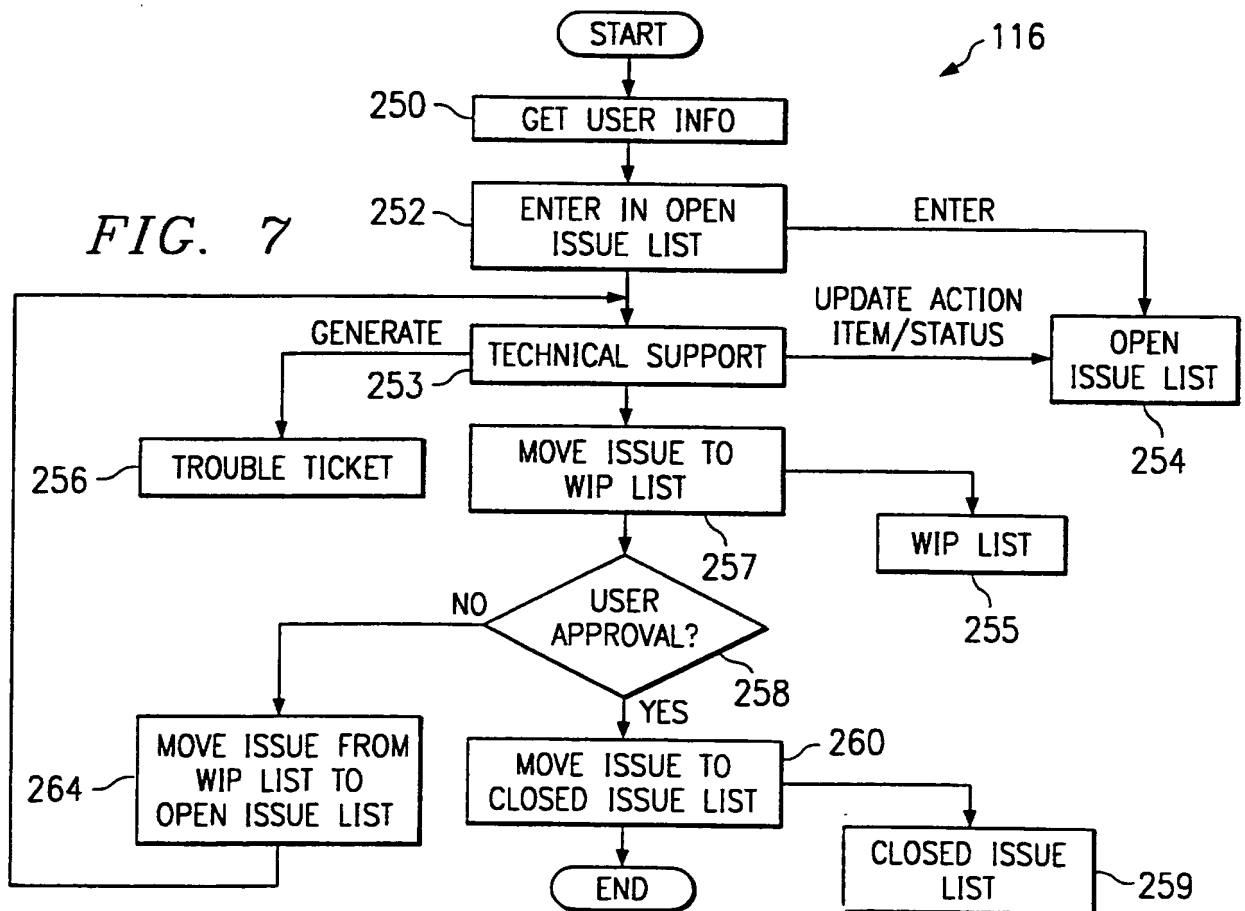 START
116
250
GET USER INFO
FIG. 7
252
ENTER IN OPEN
ISSUE LIST
ENTER
GENERATE
TECHNICAL SUPPORT
253
UPDATE ACTION
ITEM/STATUS
OPEN
ISSUE LIST
254
256
TROUBLE TICKET
MOVE ISSUE TO
WIP LIST
257
WIP LIST
255
NO
USER
APPROVAL?
258
YES
264
MOVE ISSUE FROM
WIP LIST TO
OPEN ISSUE LIST
MOVE ISSUE TO
CLOSED ISSUE LIST
260
CLOSED ISSUE
LIST
259
END